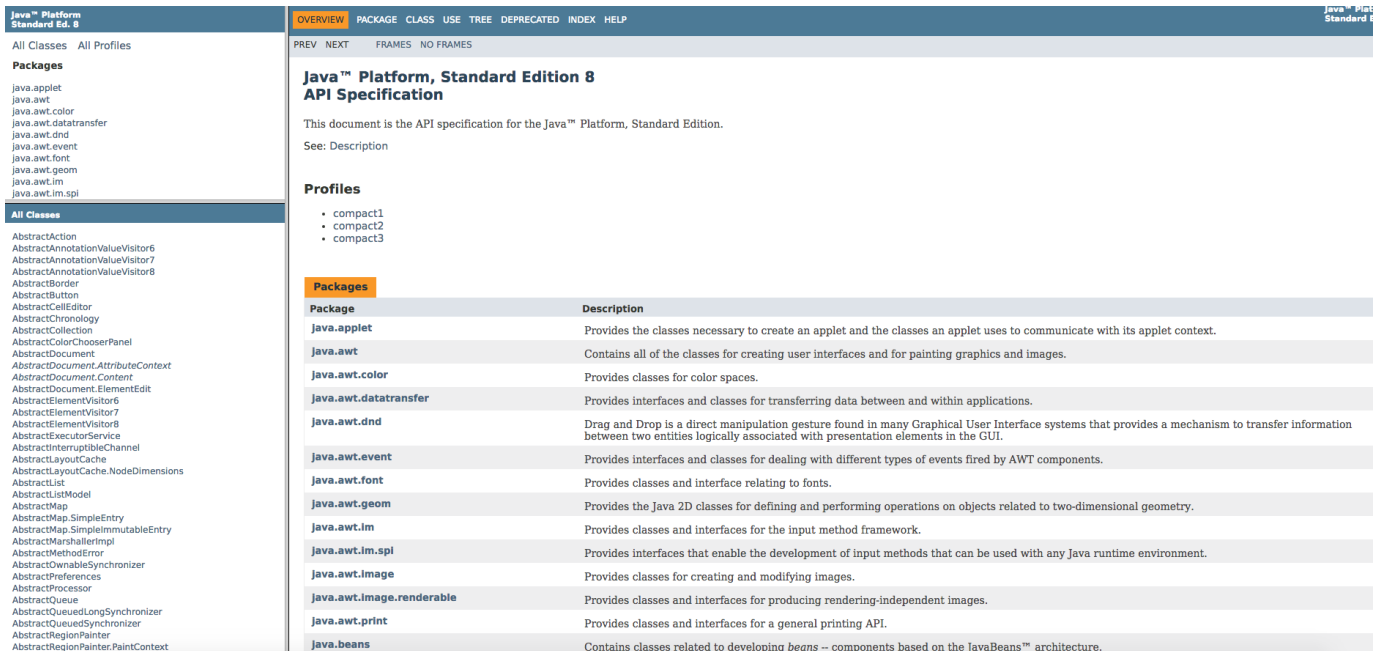 Java™ Platform
Standard Ed. 8
All Classes All Profiles
Packages
java.applet
java.awt
java.awt.color
java.awt.datatransfer
java.awt.dnd
java.awt.event
java.awt.font
java.awt.geom
java.awt.im
java.awt.im.spi
All Classes
AbstractAction
AbstractAnnotationValueVisitor6
AbstractAnnotationValueVisitor7
AbstractAnnotationValueVisitor8
AbstractBorder
AbstractButton
AbstractCellEditor
AbstractChronology
AbstractCollection
AbstractColorChooserPanel
AbstractDocument
AbstractDocument.AttributeContext
AbstractDocument.Content
AbstractDocument.ElementEdit
AbstractElementVisitor6
AbstractElementVisitor7
AbstractElementVisitor8
AbstractExecutorService
AbstractInterruptibleChannel
AbstractLayoutCache
AbstractLayoutCache.NodeDimensions
AbstractList
AbstractListModel
AbstractMap
AbstractMap.SimpleEntry
AbstractMap.SimpleImmutableEntry
AbstractMarshallerImpl
AbstractMethodError
AbstractOwnableSynchronizer
AbstractPreferences
AbstractProcessor
AbstractQueue
AbstractQueuedLongSynchronizer
AbstractQueuedSynchronizer
AbstractRegionPainter
AbstractRegionPainter.PaintContext
OVERVIEW PACKAGE CLASS USE TREE DEPRECATED INDEX HELP
Java™ Plat
Standard E
PREV NEXT FRAMES NO FRAMES
Java™ Platform, Standard Edition 8
API Specification
This document is the API specification for the Java™ Platform, Standard Edition.
See: Description
Profiles
• compact1
• compact2
• compact3
Packages
Package Description
java.applet Provides the classes necessary to create an applet and the classes an applet uses to communicate with its applet context.
java.awt Contains all of the classes for creating user interfaces and for painting graphics and images.
java.awt.color Provides classes for color spaces.
java.awt.datatransfer Provides interfaces and classes for transferring data between and within applications.
java.awt.dnd Drag and Drop is a direct manipulation gesture found in many Graphical User Interface systems that provides a mechanism to transfer information
between two entities logically associated with presentation elements in the GUI.
java.awt.event Provides interfaces and classes for dealing with different types of events fired by AWT components.
java.awt.font Provides classes and interface relating to fonts.
java.awt.geom Provides the Java 2D classes for defining and performing operations on objects related to two-dimensional geometry.
java.awt.im Provides classes and interfaces for the input method framework.
java.awt.im.spi Provides interfaces that enable the development of input methods that can be used with any Java runtime environment.
java.awt.image Provides classes for creating and modifying images.
java.awt.image.renderable Provides classes and interfaces for producing rendering-independent images.
java.awt.print Provides classes and interfaces for a general printing API.
java.beans Contains classes related to developing beans -- components based on the JavaBeans™ architecture.